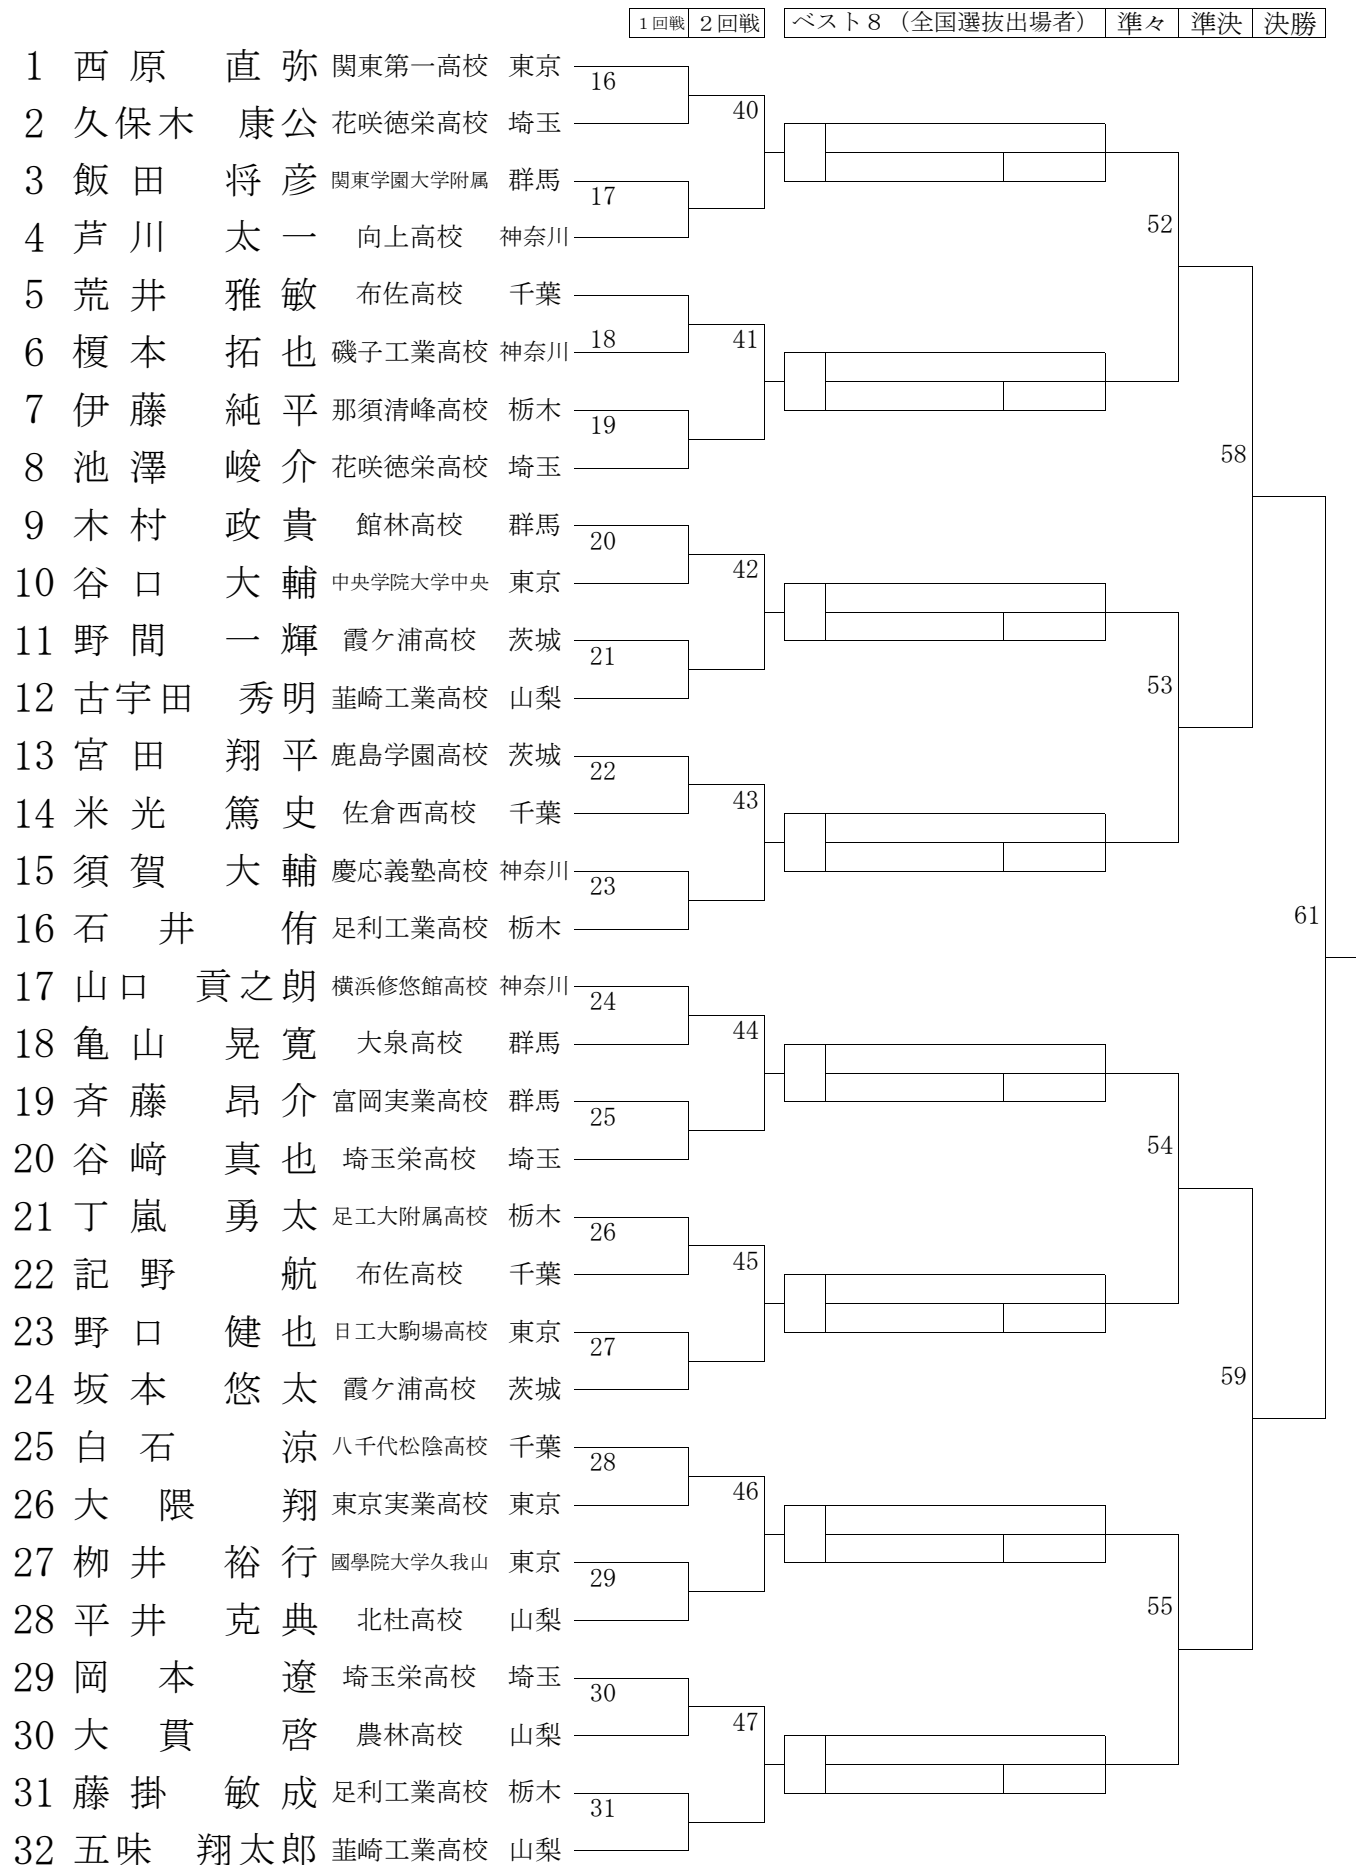 1回戦 2回戦 ベスト8（全国選抜出場者） 準々 準決 決勝
1 西原 直弥 関東第一高校 東京
16
40
2 久保木 康公 花咲徳栄高校 埼玉
3 飯田 将彦 関東学園大学附属 群馬
17
52
4 芦川 太一 向上高校 神奈川
5 荒井 雅敏 布佐高校 千葉
18
41
6 榎本 拓也 磯子工業高校 神奈川
7 伊藤 純平 那須清峰高校 栃木
19
58
8 池澤 峻介 花咲徳栄高校 埼玉
9 木村 政貴 館林高校 群馬
20
42
10 谷口 大輔 中央学院大学中央 東京
11 野間 一輝 霞ケ浦高校 茨城
21
53
12 古宇田 秀明 韮崎工業高校 山梨
13 宮田 翔平 鹿島学園高校 茨城
22
43
14 米光 篤史 佐倉西高校 千葉
15 須賀 大輔 慶応義塾高校 神奈川
23
61
16 石井 侑 足利工業高校 栃木
17 山口 貢之朗 横浜修悠館高校 神奈川
24
44
18 亀山 晃寛 大泉高校 群馬
19 斉藤 昂介 富岡実業高校 群馬
25
54
20 谷﨑 真也 埼玉栄高校 埼玉
21 丁嵐 勇太 足工大附属高校 栃木
26
45
22 記野 航 布佐高校 千葉
23 野口 健也 日工大駒場高校 東京
27
59
24 坂本 悠太 霞ケ浦高校 茨城
25 白石 涼 八千代松陰高校 千葉
28
46
26 大隈 翔 東京実業高校 東京
27 栁井 裕行 國學院大学久我山 東京
29
55
28 平井 克典 北杜高校 山梨
29 岡本 遼 埼玉栄高校 埼玉
30
47
30 大貫 啓 農林高校 山梨
31 藤掛 敏成 足利工業高校 栃木
31
32 五味 翔太郎 韮崎工業高校 山梨